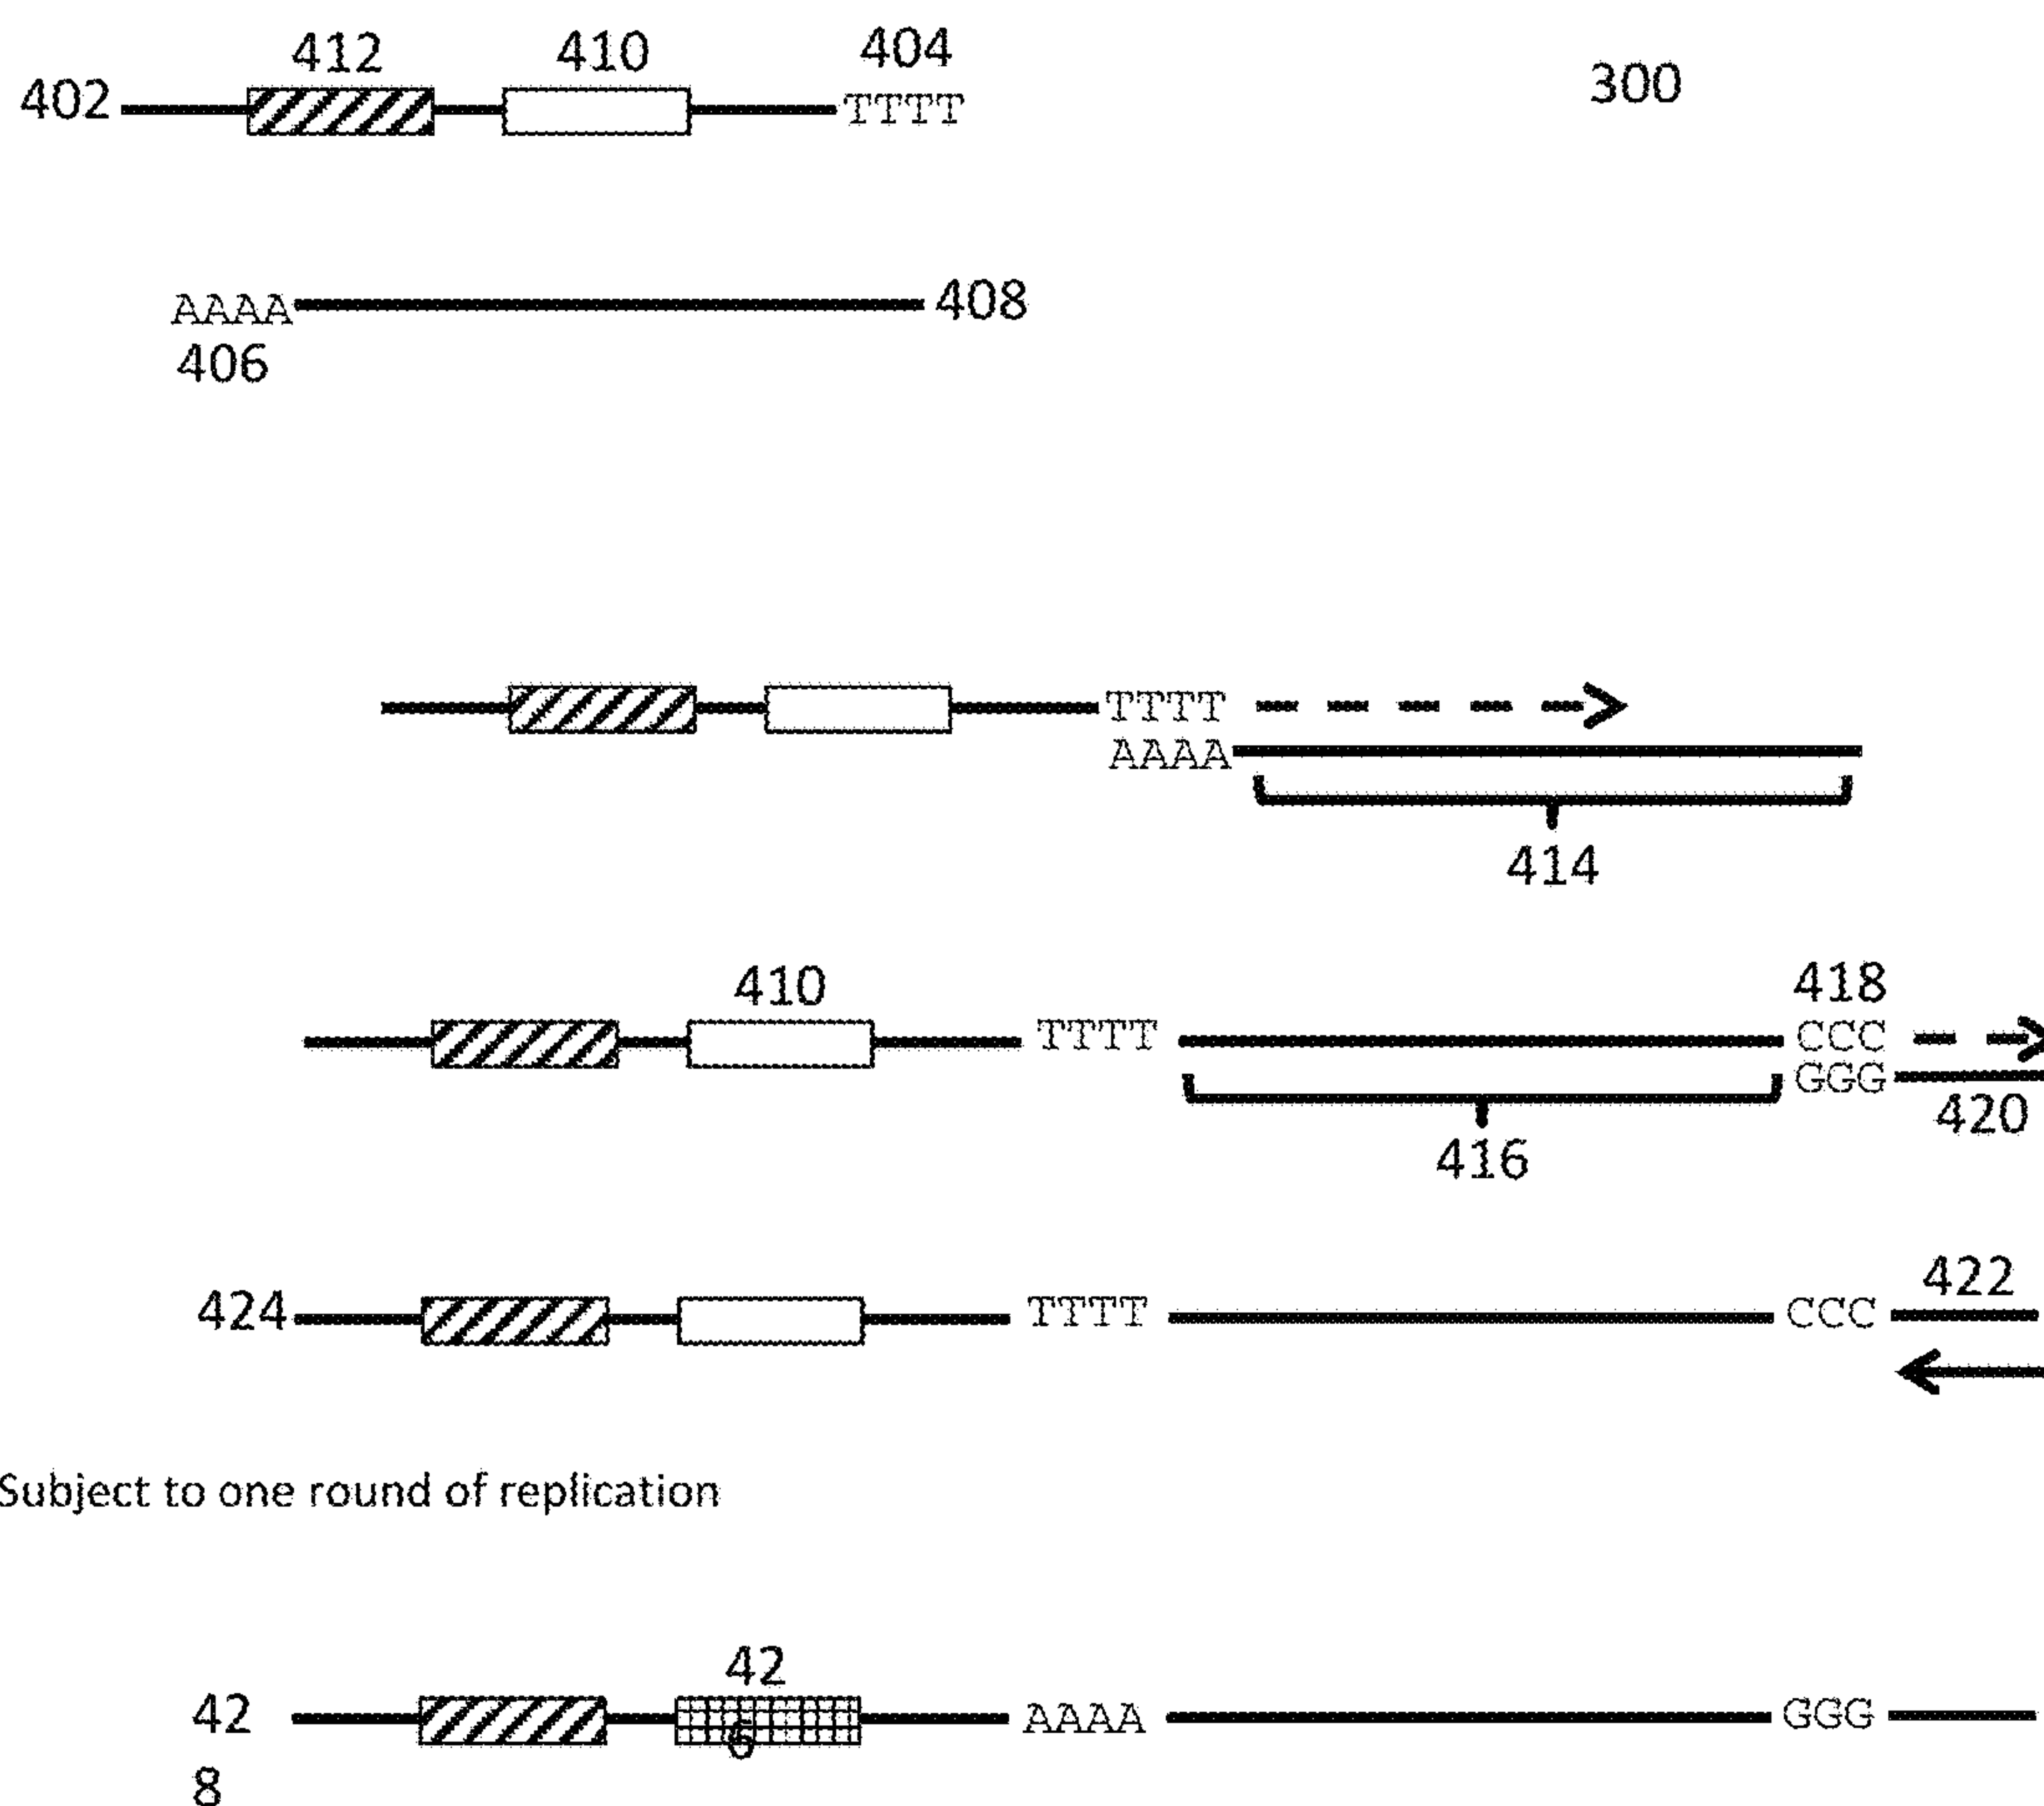 412 410 404
402 TTTT 300
AAAA 408
406
TTTT
AAAA
414
410 418
TTTT CCC
GGG
420
416
422
424 TTTT CCC
Subject to one round of replication
42
42 6 AAAA GGG
8